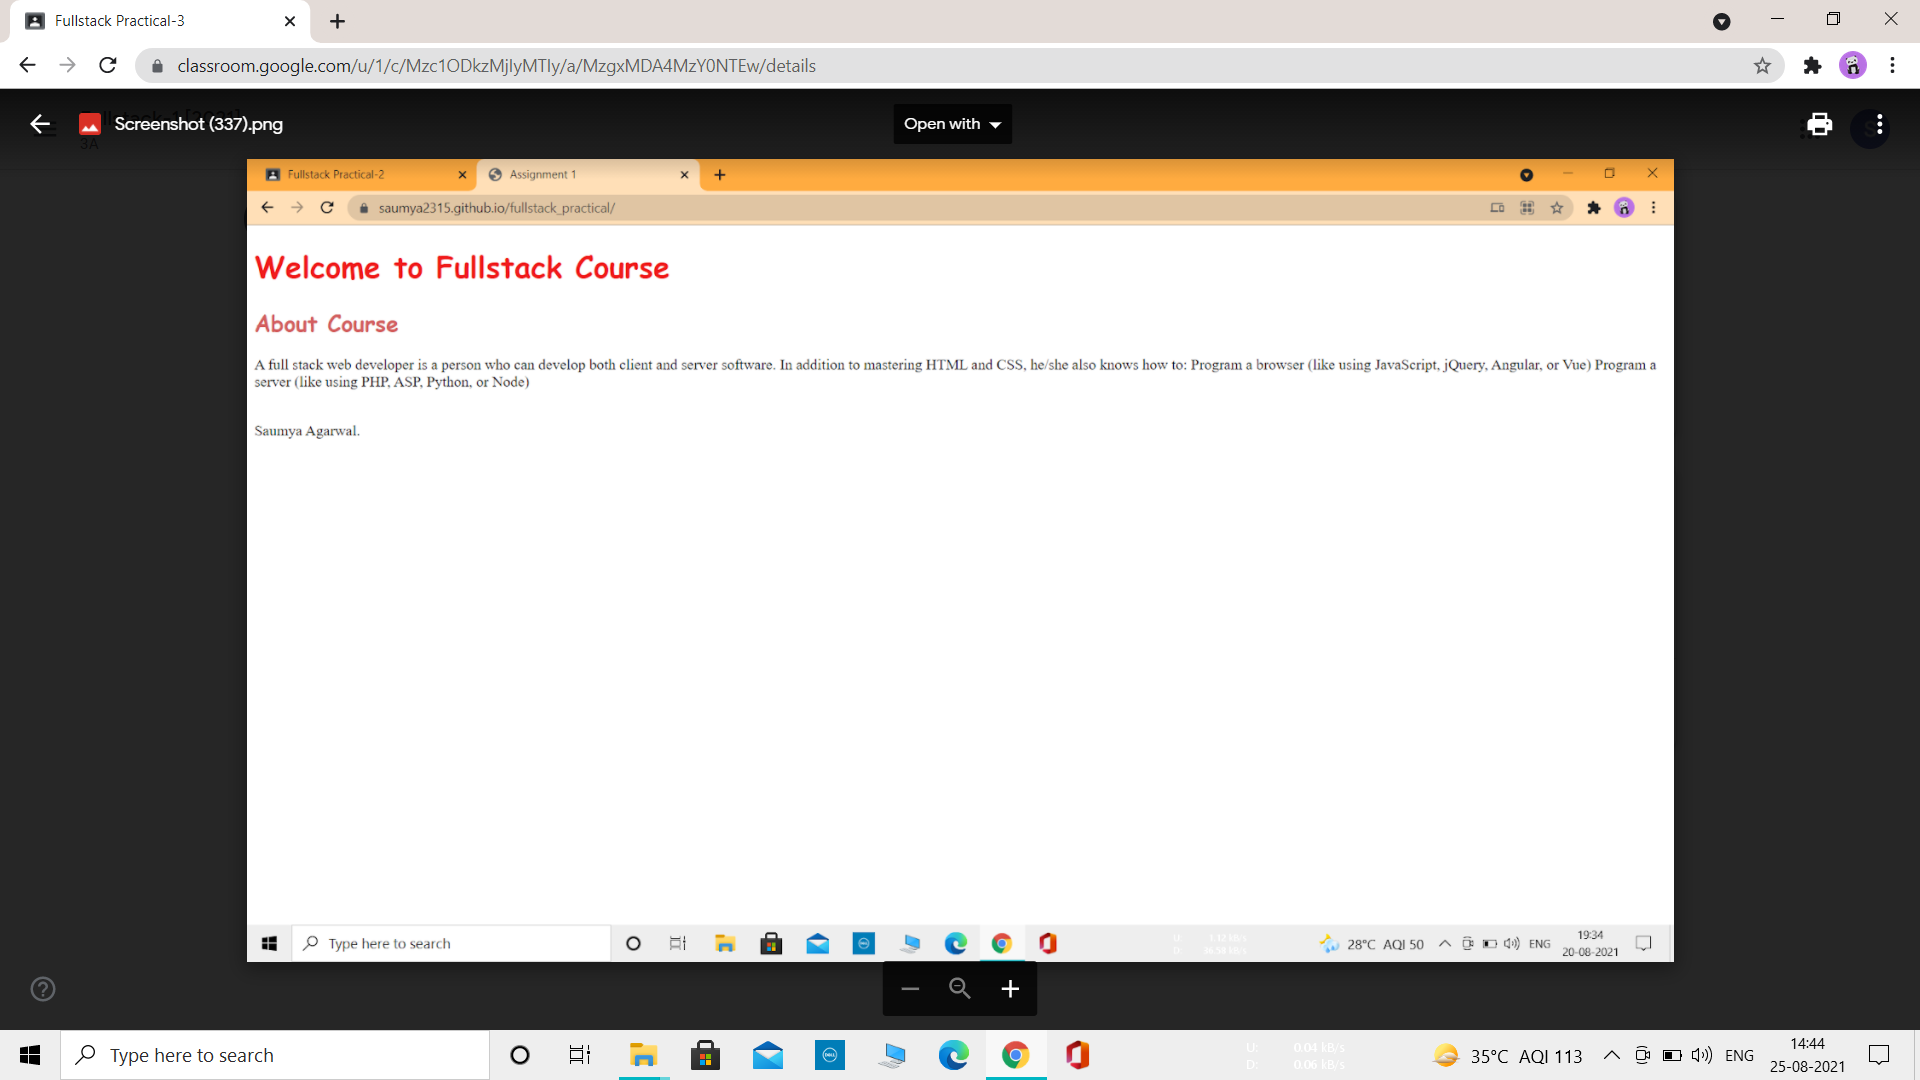 Fullstack Practical-3
classroom.google.com/u/1/c/Mzc1ODkzMjIyMTIy/a/MzgxMDA4MzY0NTEw/details
Screenshot (337).png
Open with
3A
Fullstack Practical-2
Assignment 1
saumya2315.github.io/fullstack_practical/
Welcome to Fullstack Course
About Course
A full stack web developer is a person who can develop both client and server software. In addition to mastering HTML and CSS, he/she also knows how to: Program a browser (like using JavaScript, jQuery, Angular, or Vue) Program a
server (like using PHP, ASP, Python, or Node)
Saumya Agarwal.
Type here to search
28°C AQI 50
ENG
19:34
20-08-2021
Type here to search
U: 0.04 kB/s
D: 0.06 kB/s
35°C AQI 113
ENG
14:44
25-08-2021